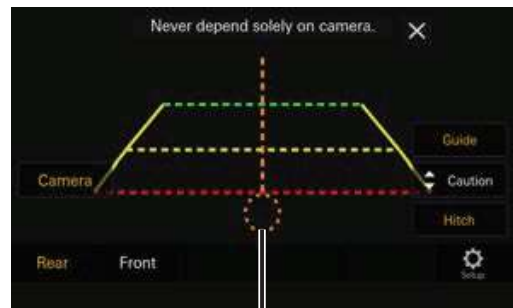 Never depend solely on camera.
Guide
Camera
Caution
Hitch
Rear Front
Setup